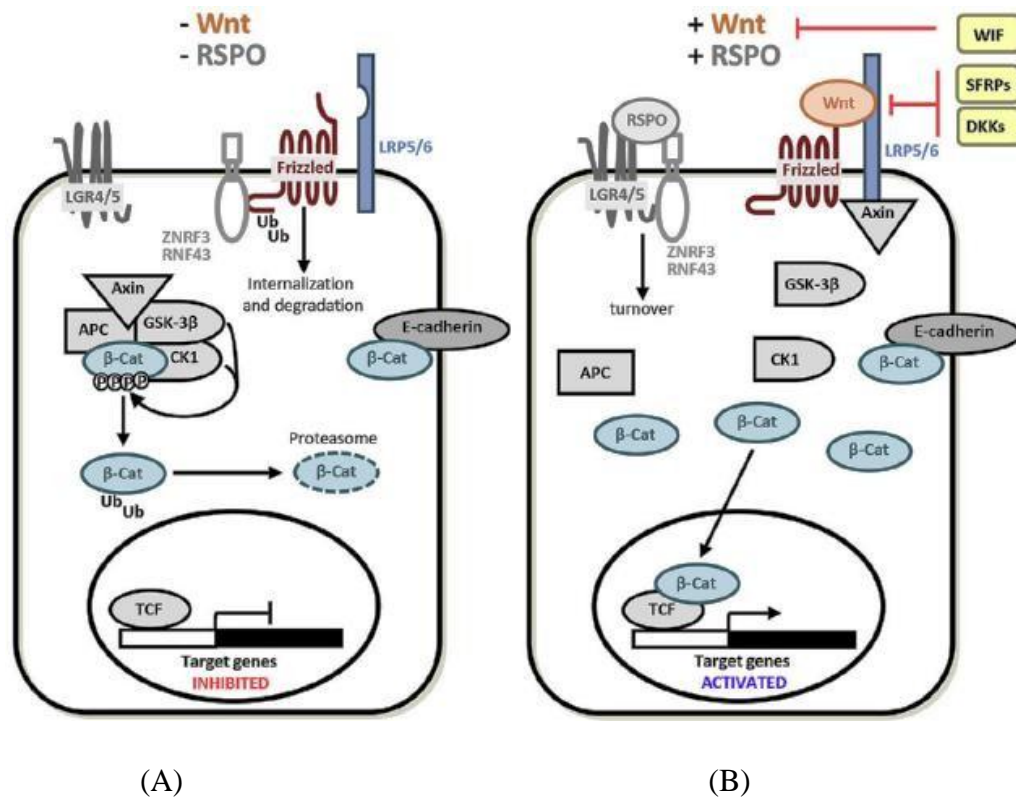 - Wnt
- RSPO
LRP5/6
Frizzled
LGR4/5
Ub
Ub
ZNRF3
RNF43
Internalization
and degradation
Axin
APC
GSK-3β
β-Cat
CK1
P P P P
E-cadherin
β-Cat
Proteasome
β-Cat
β-Cat
Ub
Ub
TCF
Target genes
INHIBITED
(A)
+ Wnt
+ RSPO
WIF
SFRPs
DKKs
Wnt
RSPO
LRP5/6
Frizzled
LGR4/5
Axin
ZNRF3
RNF43
turnover
GSK-3β
E-cadherin
β-Cat
CK1
APC
β-Cat
β-Cat
β-Cat
β-Cat
TCF
Target genes
ACTIVATED
(B)